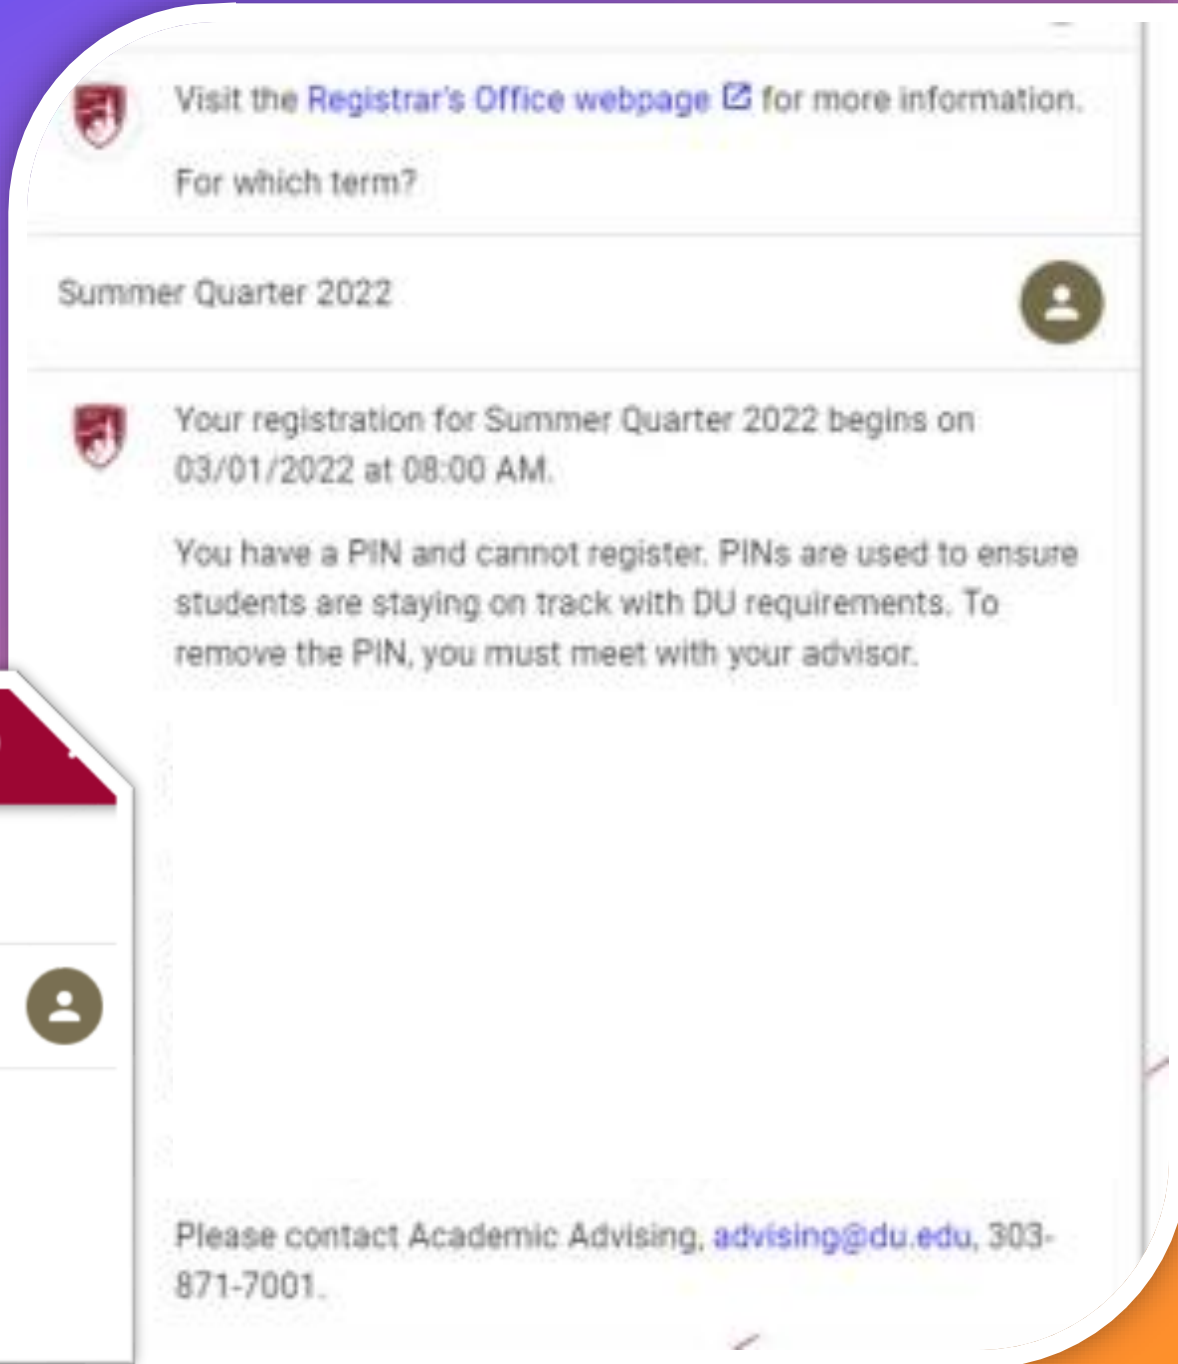 Visit the Registrar's Office webpage for more information.
For which term?
Summer Quarter 2022
Your registration for Summer Quarter 2022 begins on
03/01/2022 at 08:00 AM.
You have a PIN and cannot register. PINs are used to ensure
students are staying on track with DU requirements. To
remove the PIN, you must meet with your advisor.
Please contact Academic Advising, advising@du.edu, 303-
871-7001.